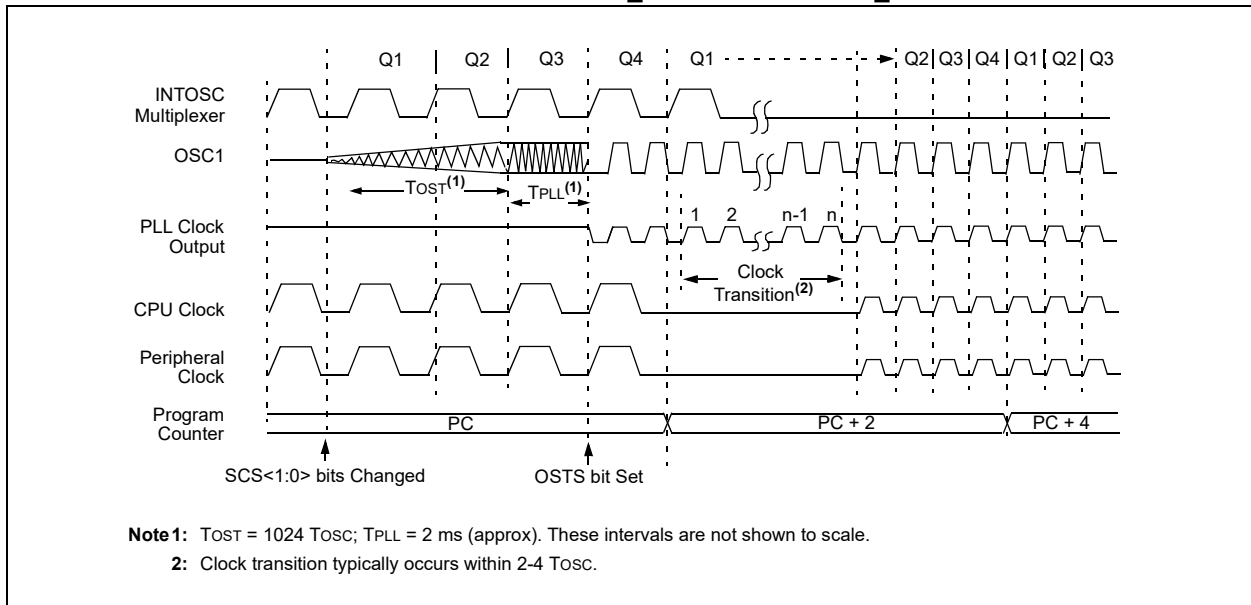 Q1 Q2 Q3 Q4 Q1 Q2 Q3 Q4 Q1 Q2 Q3
INTOSC
Multiplexer
OSC1
TOST(1)
TPLL(1)
1 2 n-1 n
PLL Clock
Output
Clock
Transition(2)
CPU Clock
Peripheral
Clock
Program
Counter
PC PC + 2 PC + 4
SCS<1:0> bits Changed OSTS bit Set
Note 1: TOST = 1024 TOSC; TPLL = 2 ms (approx). These intervals are not shown to scale.
2: Clock transition typically occurs within 2-4 TOSC.